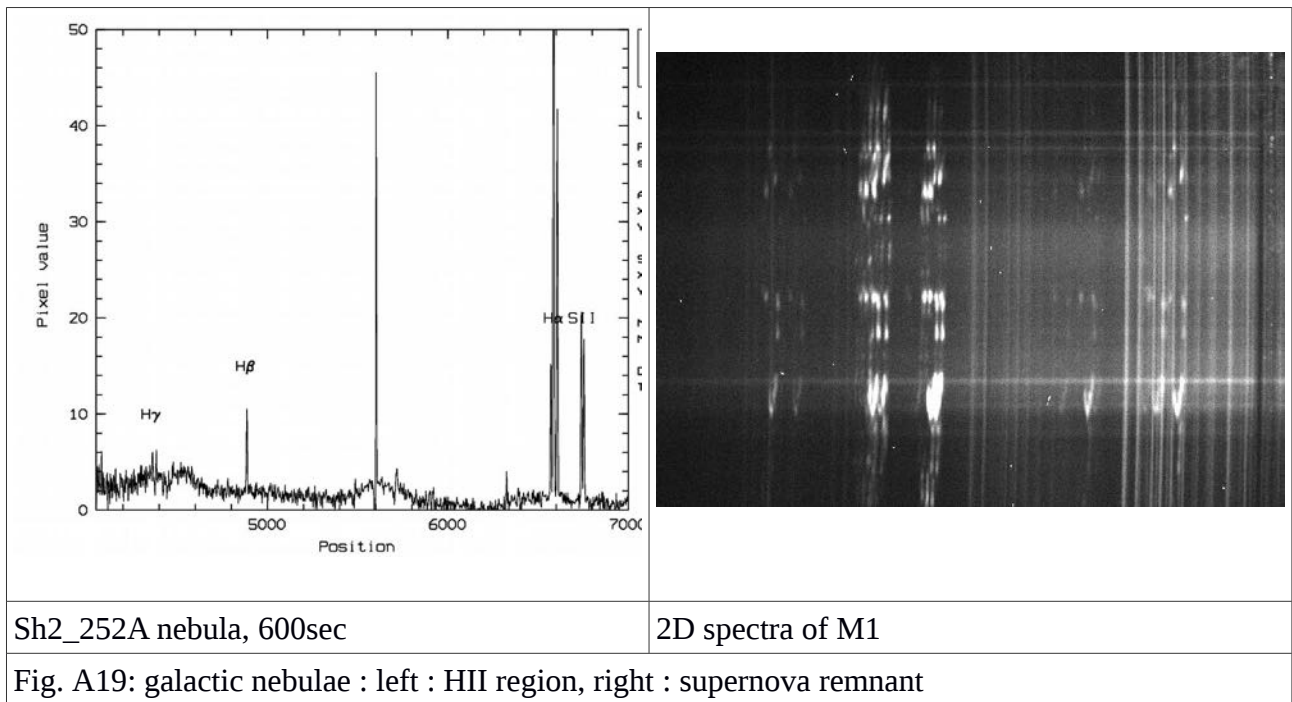 50
40
30
20
10
0
Pixel value
Hγ
Hβ
Hα SII
5000
6000
Position
Sh2_252A nebula, 600sec
2D spectra of M1
Fig. A19: galactic nebulae : left : HII region, right : supernova remnant